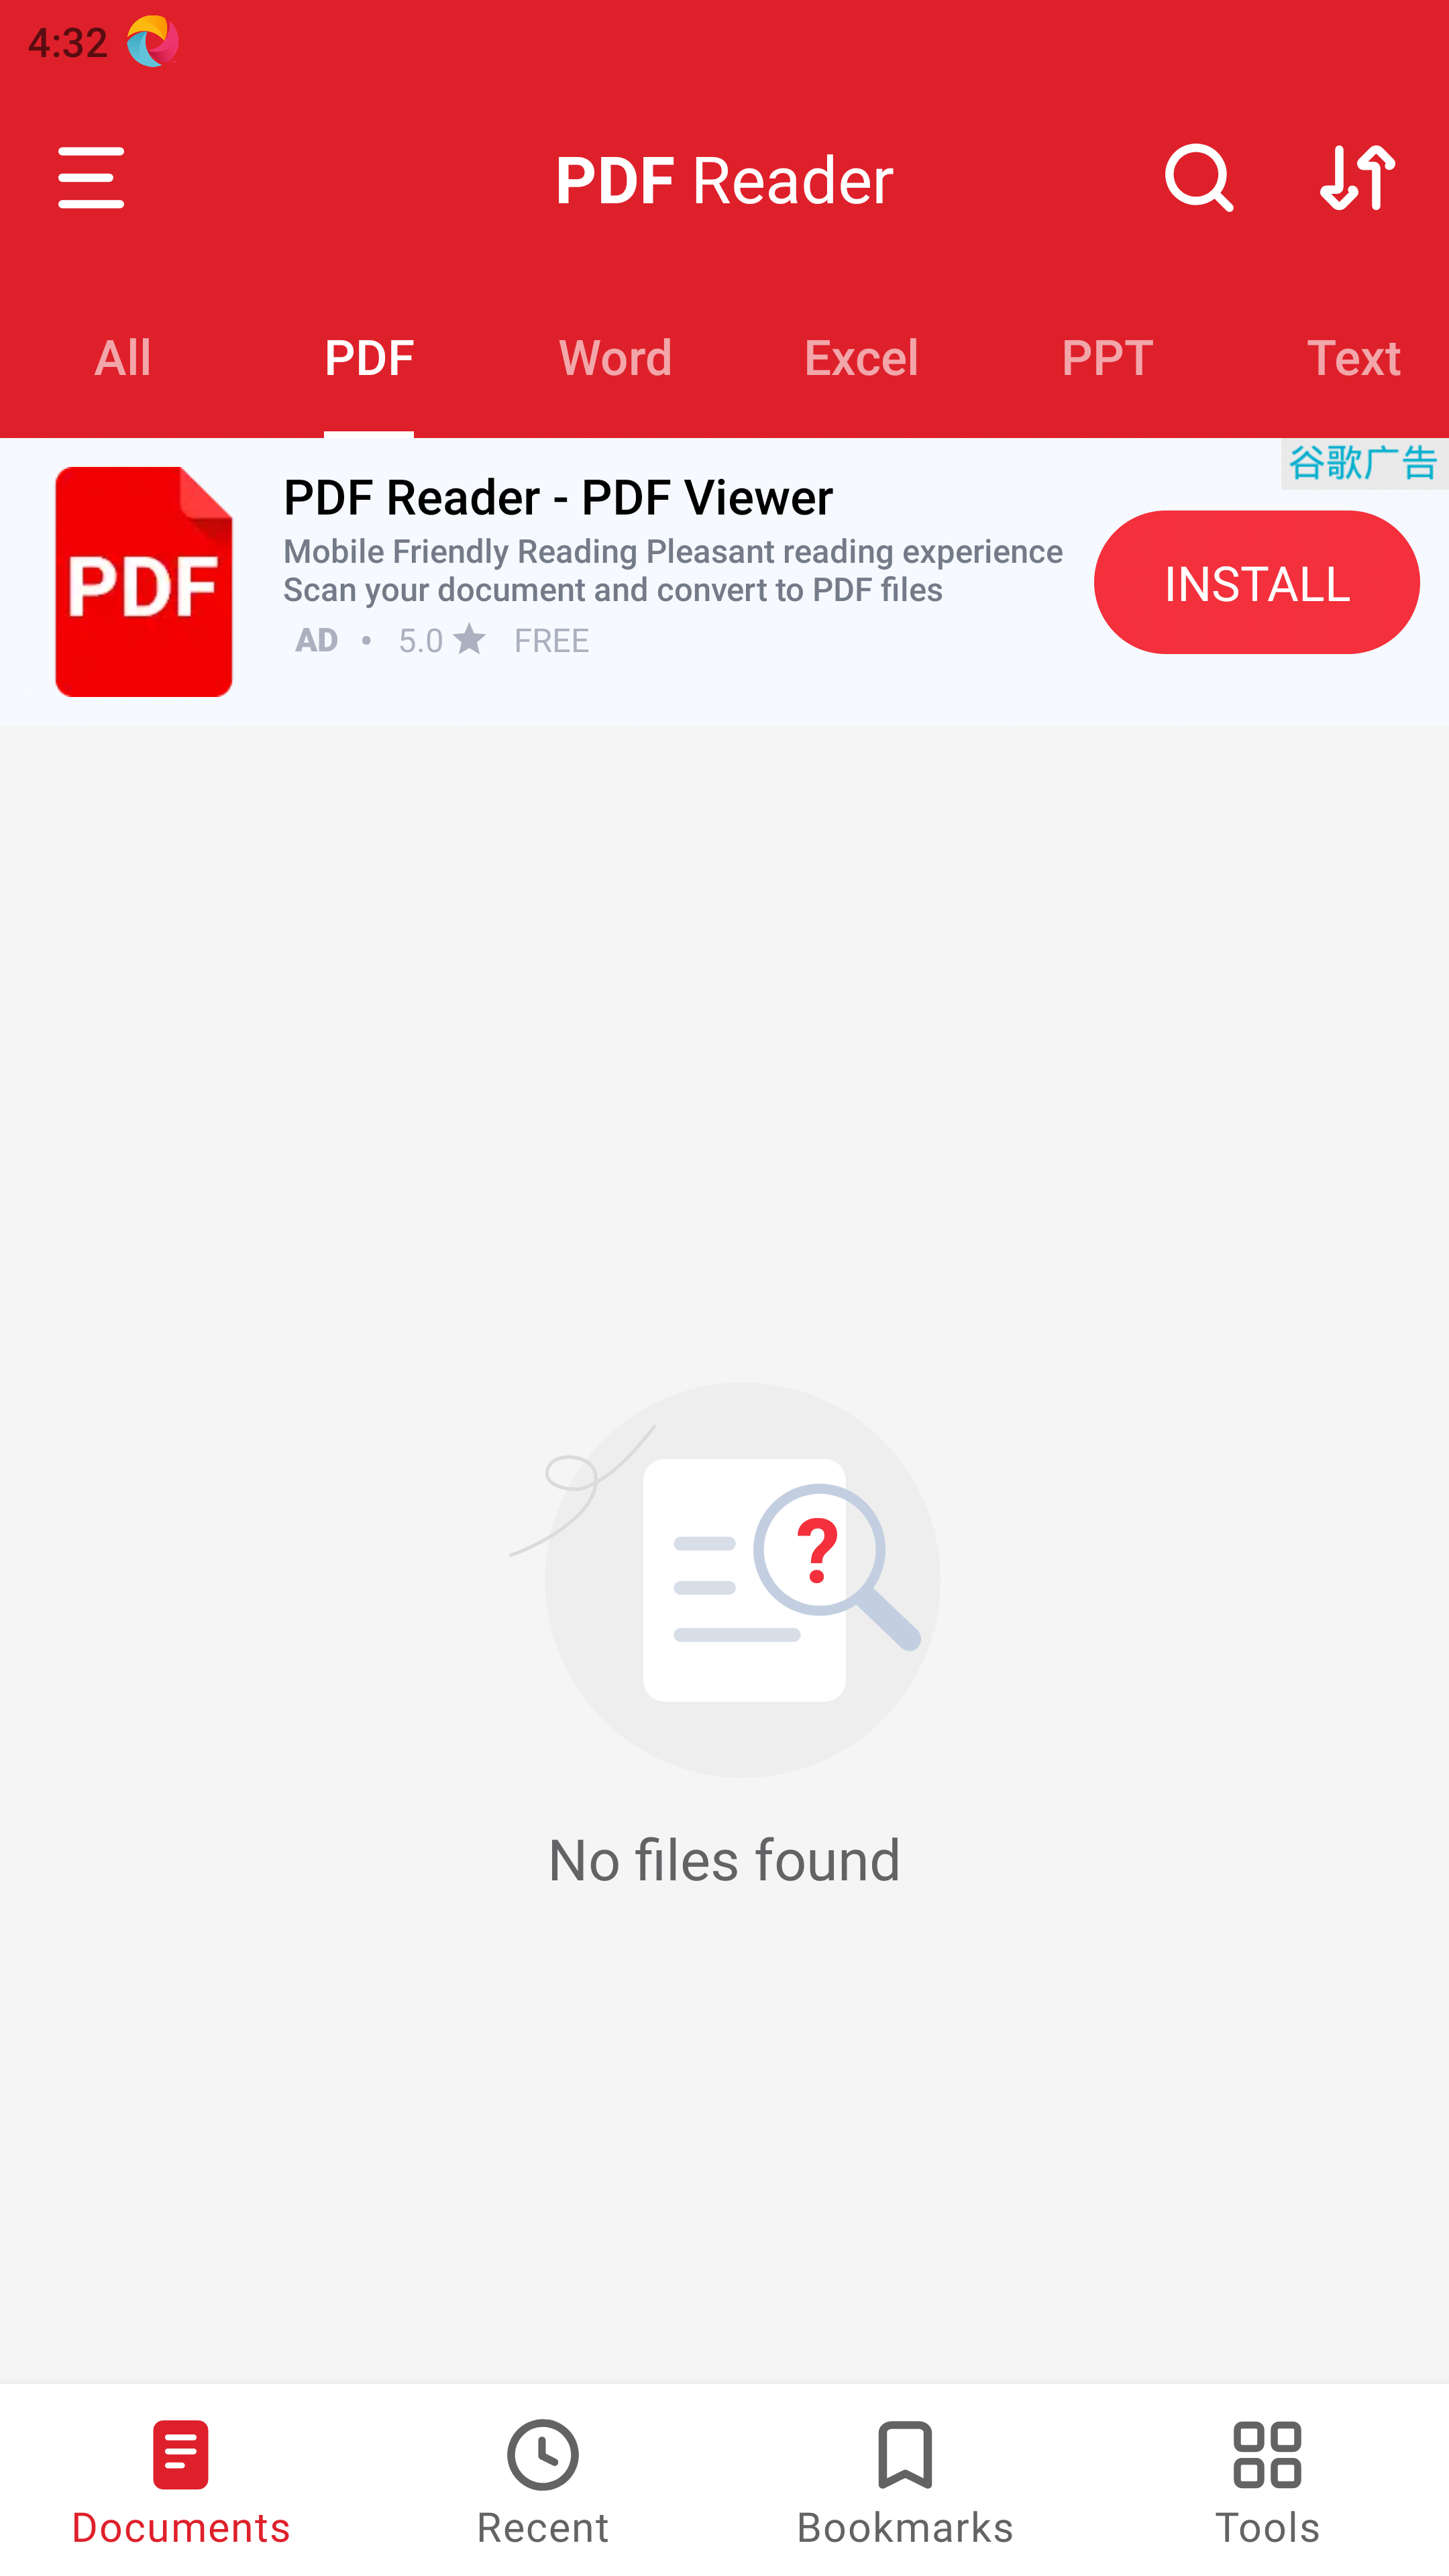 4:32
PDF Reader
All PDF Word Excel PPT Text
谷歌广告
PDF Reader - PDF Viewer
Mobile Friendly Reading Pleasant reading experience
Scan your document and convert to PDF files
AD • 5.0 ★ FREE
INSTALL
PDF
?
No files found
Documents Recent Bookmarks Tools